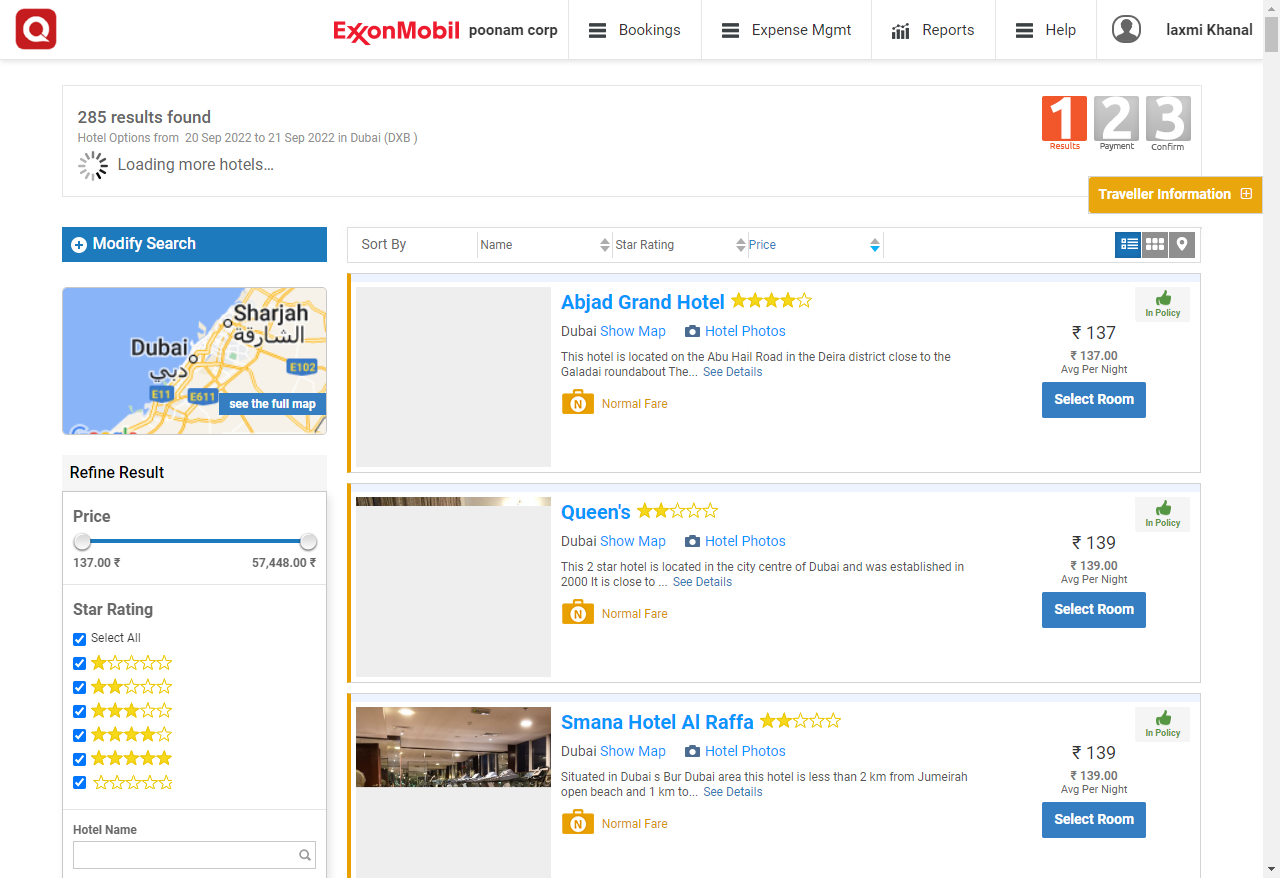 Q
ExxonMobil poonam corp
Bookings
Expense Mgmt
Reports
Help
laxmi Khanal
285 results found
Hotel Options from 20 Sep 2022 to 21 Sep 2022 in Dubai (DXB )
Loading more hotels...
1 2 3
Results Payment Confirm
Traveller Information
Modify Search
Sharjah
الشارقة
Dubai
دبي
E102
E11
E611
see the full map
Google
Refine Result
Price
137.00 ₹ 57,448.00 ₹
Star Rating
Select All
Hotel Name
Sort By Name Star Rating Price
Abjad Grand Hotel
Dubai Show Map Hotel Photos
This hotel is located on the Abu Hail Road in the Deira district close to the
Galadai roundabout The... See Details
N Normal Fare
In Policy
₹ 137
₹ 137.00
Avg Per Night
Select Room
Queen's
Dubai Show Map Hotel Photos
This 2 star hotel is located in the city centre of Dubai and was established in
2000 It is close to ... See Details
N Normal Fare
In Policy
₹ 139
₹ 139.00
Avg Per Night
Select Room
Smana Hotel Al Raffa
Dubai Show Map Hotel Photos
Situated in Dubai s Bur Dubai area this hotel is less than 2 km from Jumeirah
open beach and 1 km to... See Details
N Normal Fare
In Policy
₹ 139
₹ 139.00
Avg Per Night
Select Room